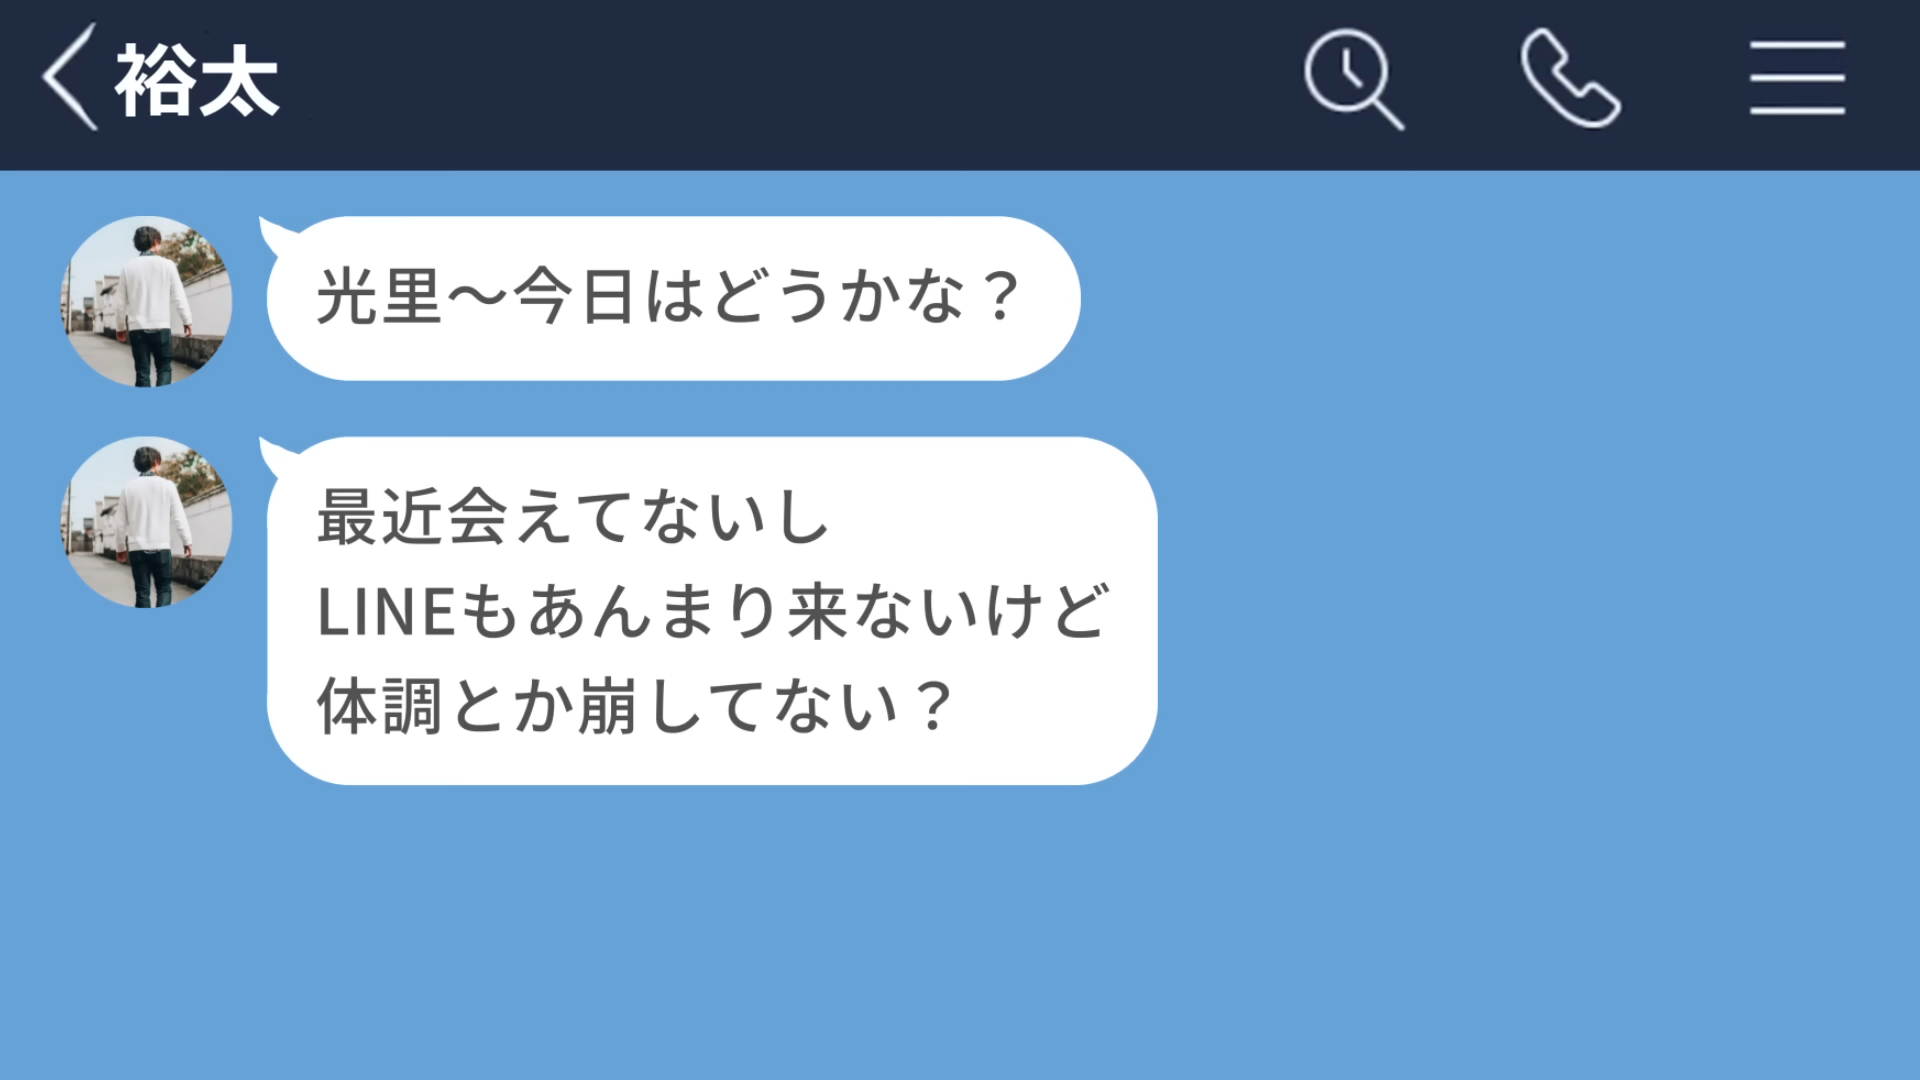 裕太
光里～今日はどうかな？
最近会えてないし
LINEもあんまり来ないけど
体調とか崩してない？